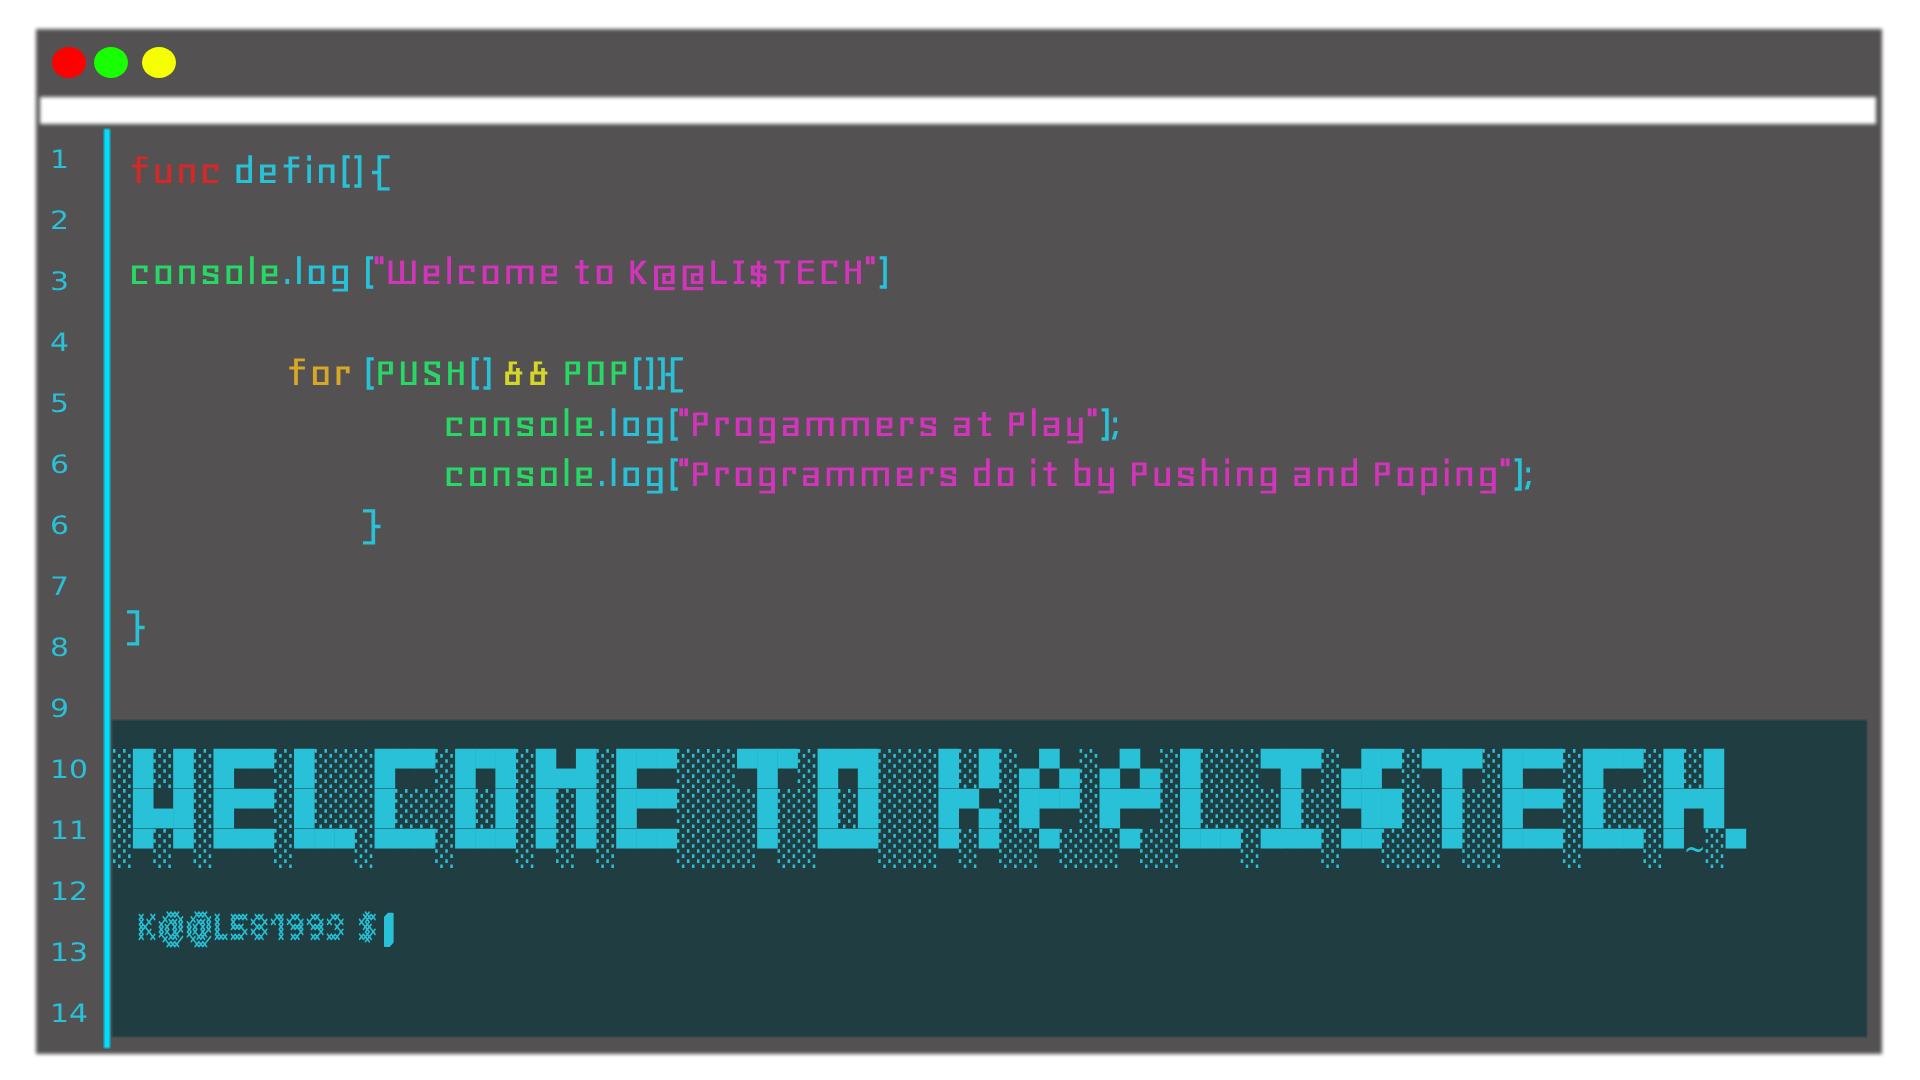 1
func defin[]{
2
3
console.log ["Welcome to K@@LI$TECH"]
4
for [PUSH[] && POP[]]{
5
console.log["Progammers at Play"];
6
console.log["Programmers do it by Pushing and Poping"];
6
}
7
}
8
9
10
WELCOME TO K@@LI$TECH
11
~
12
K@@LS87993 $
13
14